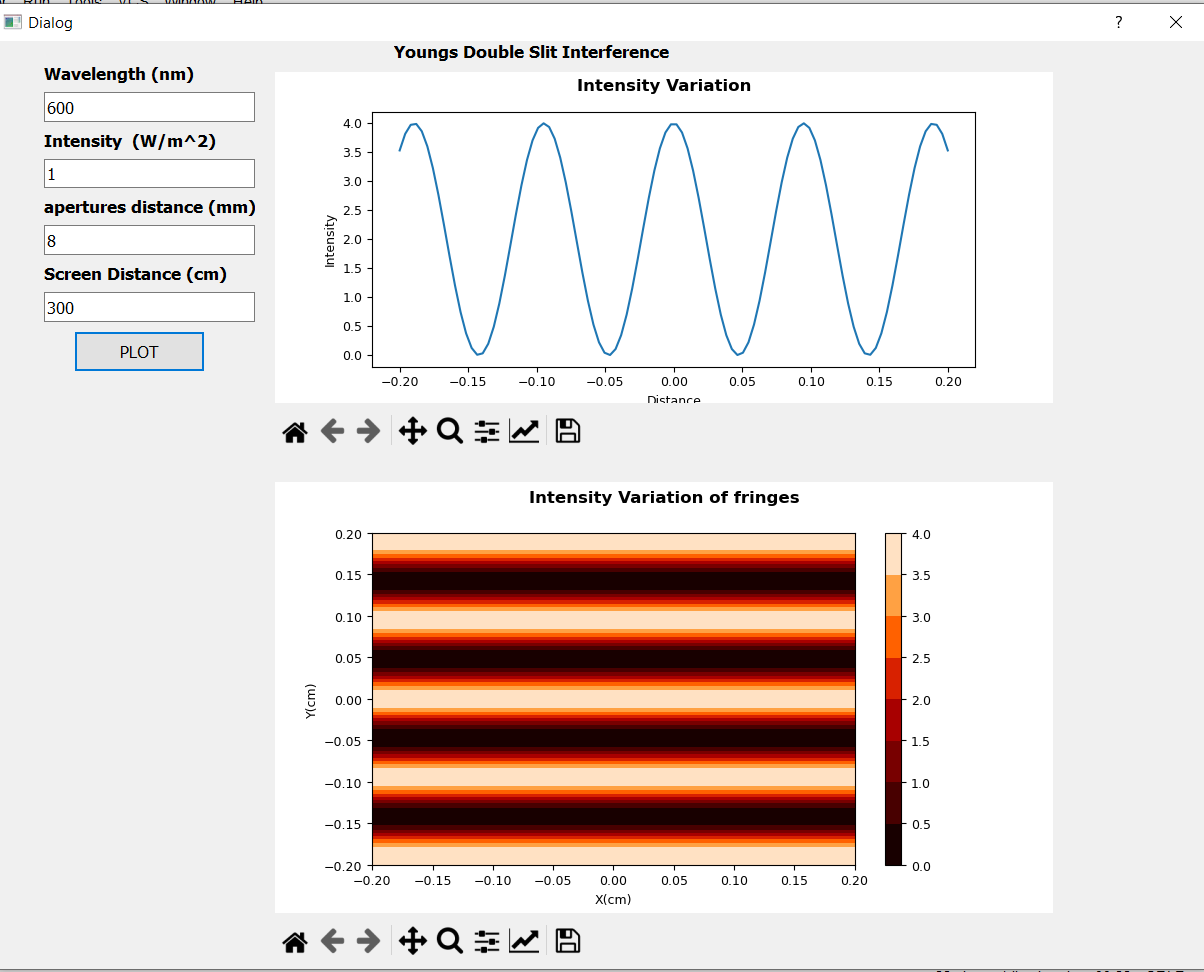 Run Tools VCS Window Help
Dialog
?
Youngs Double Slit Interference
Wavelength (nm)
600
Intensity (W/m^2)
1
apertures distance (mm)
8
Screen Distance (cm)
300
PLOT
Intensity Variation
Intensity
4.0
3.5
3.0
2.5
2.0
1.5
1.0
0.5
0.0
−0.20 −0.15 −0.10 −0.05 0.00 0.05 0.10 0.15 0.20
Distance
Intensity Variation of fringes
Y(cm)
0.20
0.15
0.10
0.05
0.00
−0.05
−0.10
−0.15
−0.20
−0.20 −0.15 −0.10 −0.05 0.00 0.05 0.10 0.15 0.20
X(cm)
4.0
3.5
3.0
2.5
2.0
1.5
1.0
0.5
0.0